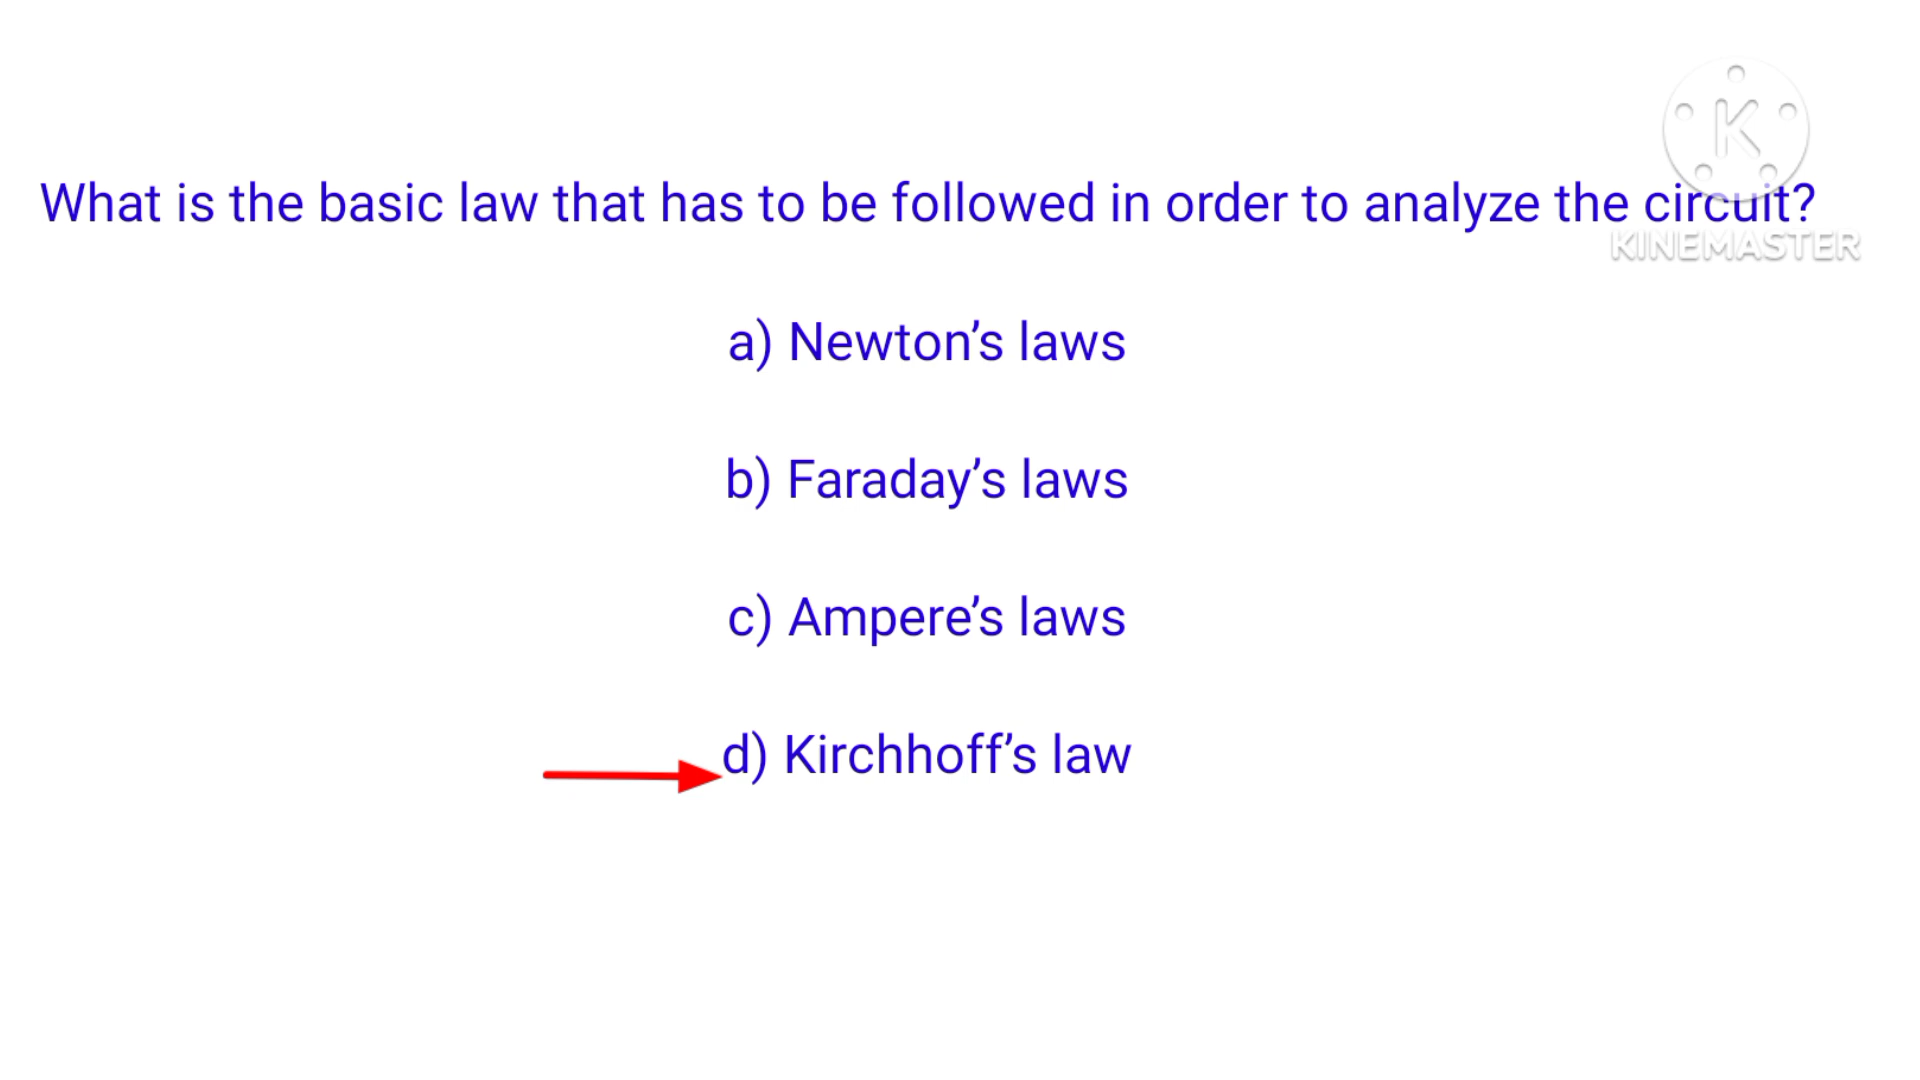 What is the basic law that has to be followed in order to analyze the circuit?
K
KINEMASTER
a) Newton’s laws
b) Faraday’s laws
c) Ampere’s laws
d) Kirchhoff’s law